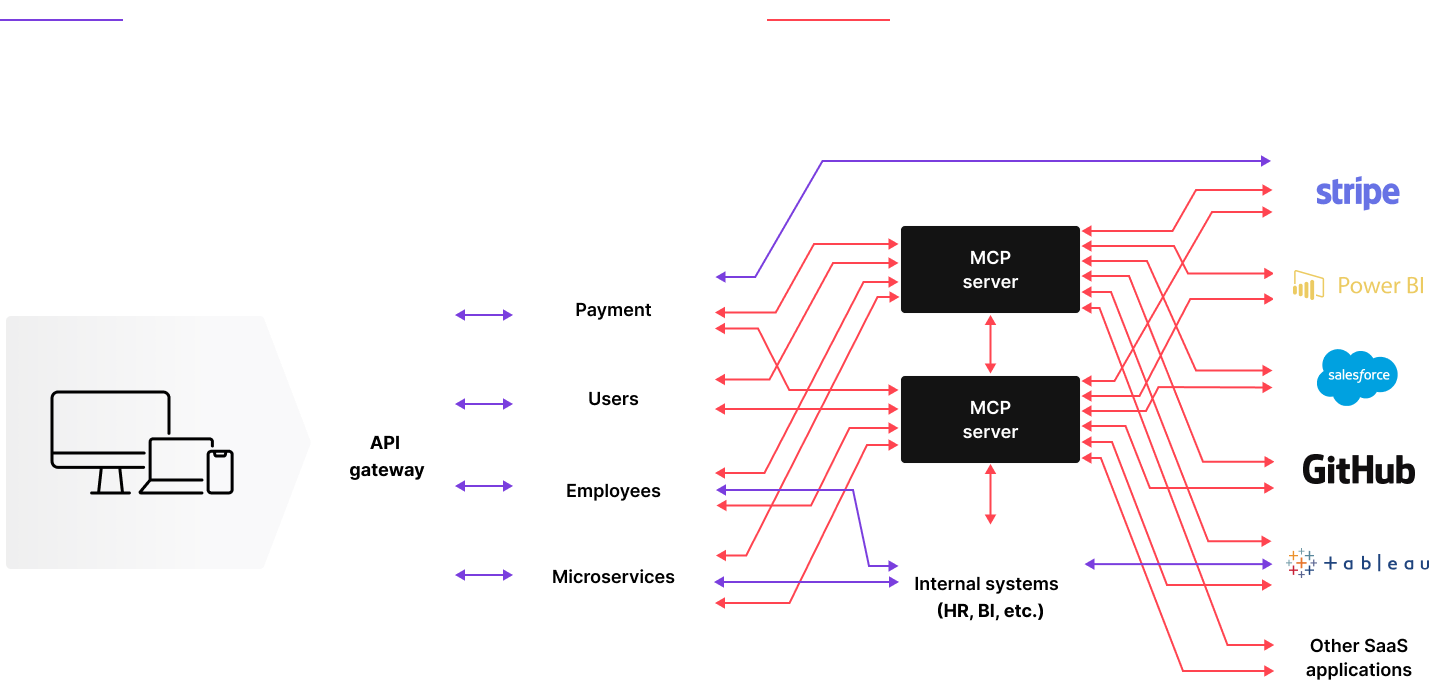 MCP
server
stripe
Power BI
Payment
salesforce
Users
MCP
server
API
gateway
GitHub
Employees
Microservices
Internal systems
(HR, BI, etc.)
+ableau
Other SaaS
applications